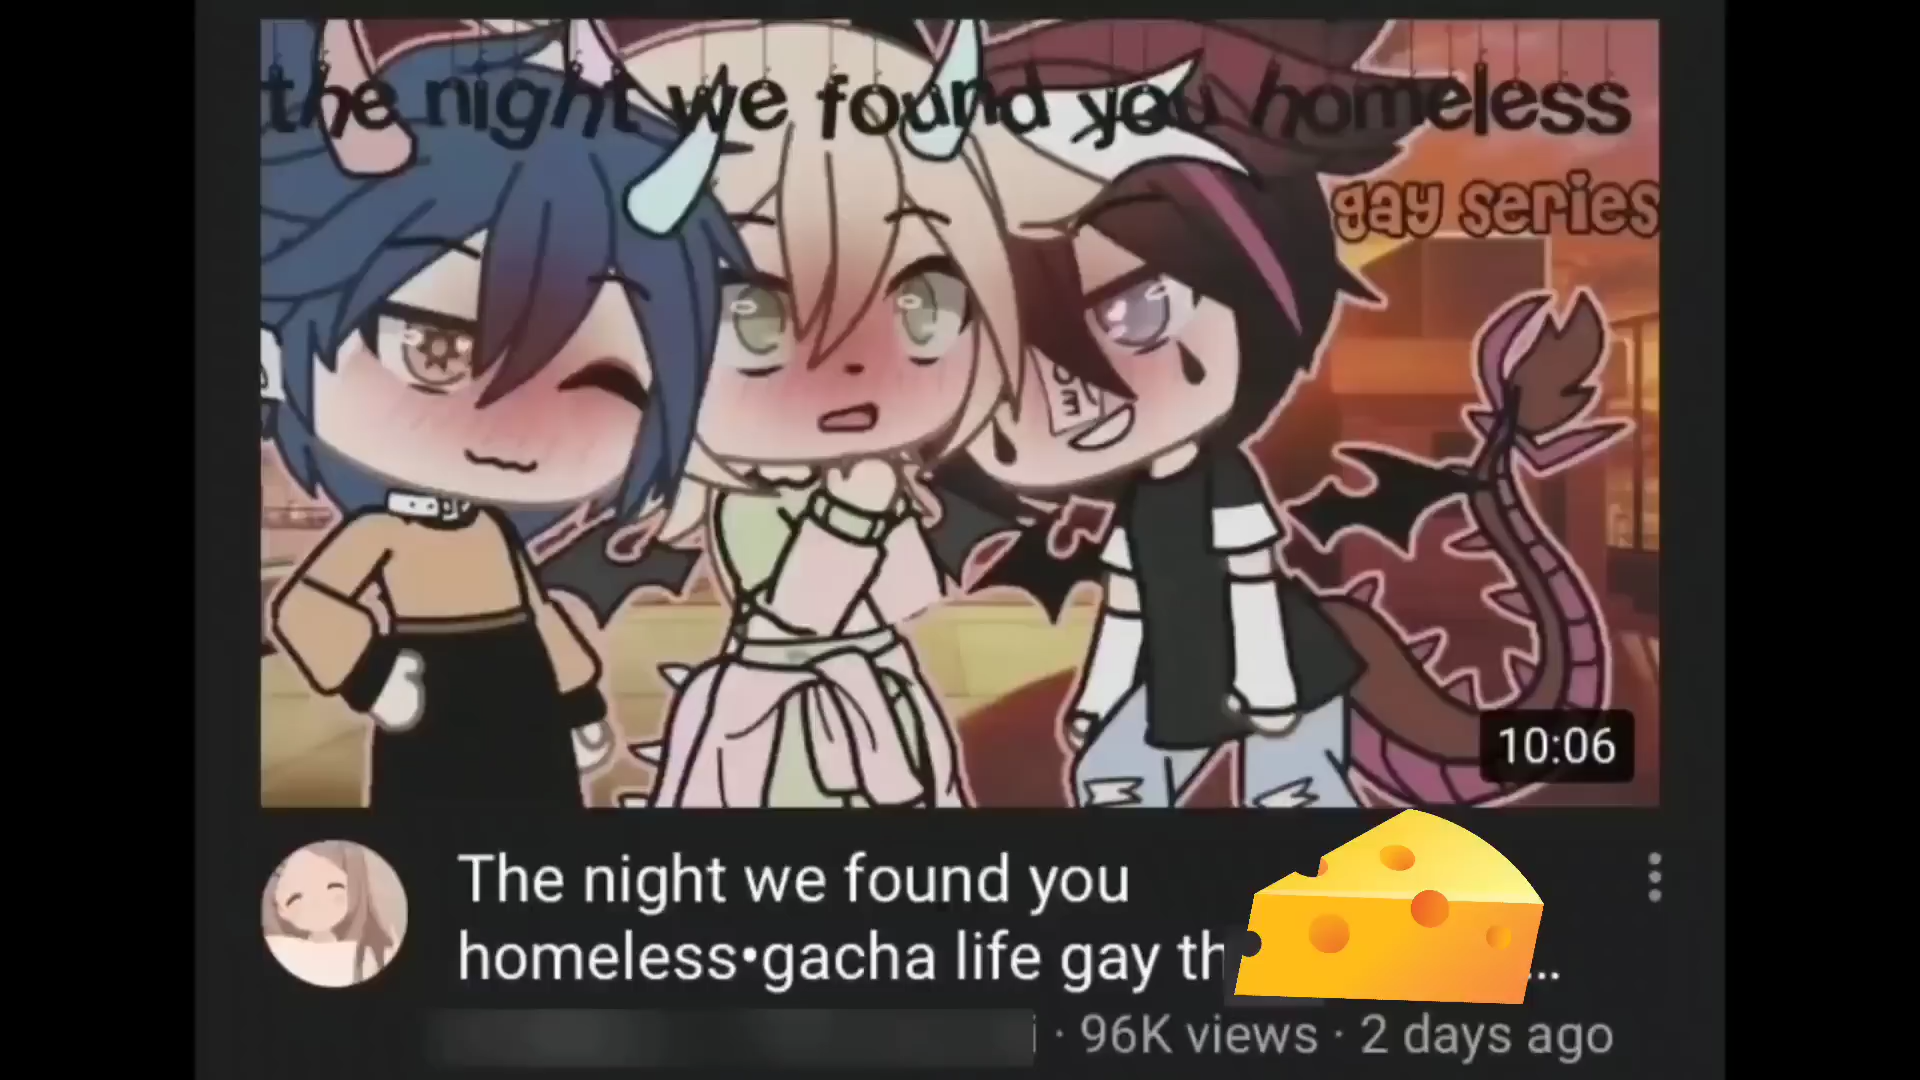 the night we found you homeless
gay series
10:06
The night we found you
homeless•gacha life gay th
...
· 96K views · 2 days ago